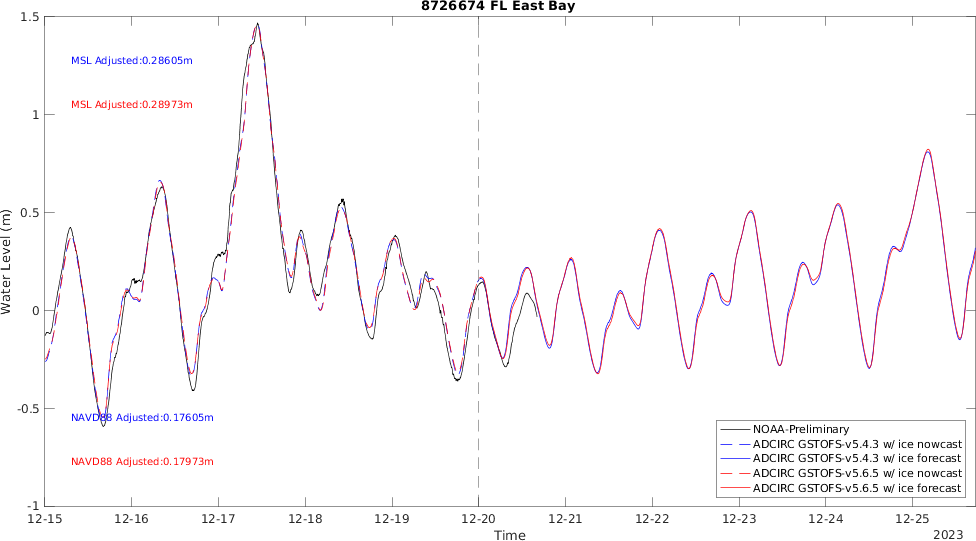 8726674 FL East Bay
1.5
MSL Adjusted:0.28605m
MSL Adjusted:0.28973m
1
0.5
Water Level (m)
0
-0.5
NAVD88 Adjusted:0.17605m
NAVD88 Adjusted:0.17973m
-1
NOAA-Preliminary
ADCIRC GSTOFS-v5.4.3 w/ ice nowcast
ADCIRC GSTOFS-v5.4.3 w/ ice forecast
ADCIRC GSTOFS-v5.6.5 w/ ice nowcast
ADCIRC GSTOFS-v5.6.5 w/ ice forecast
12-15 12-16 12-17 12-18 12-19 12-20 12-21 12-22 12-23 12-24 12-25
Time
2023